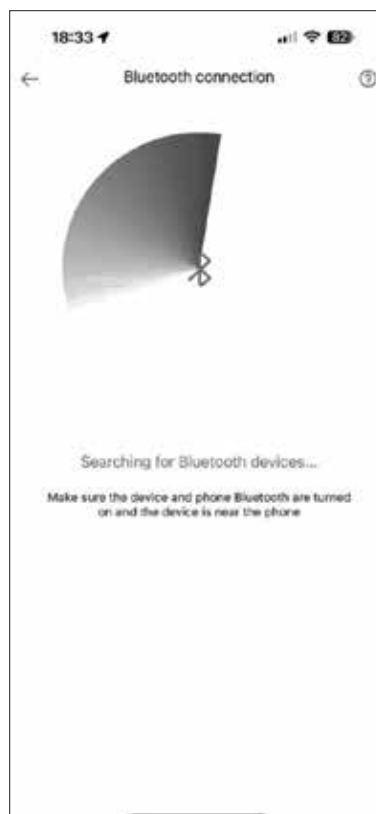 18:33
82
Bluetooth connection
?
Searching for Bluetooth devices...
Make sure the device and phone Bluetooth are turned
on and the device is near the phone